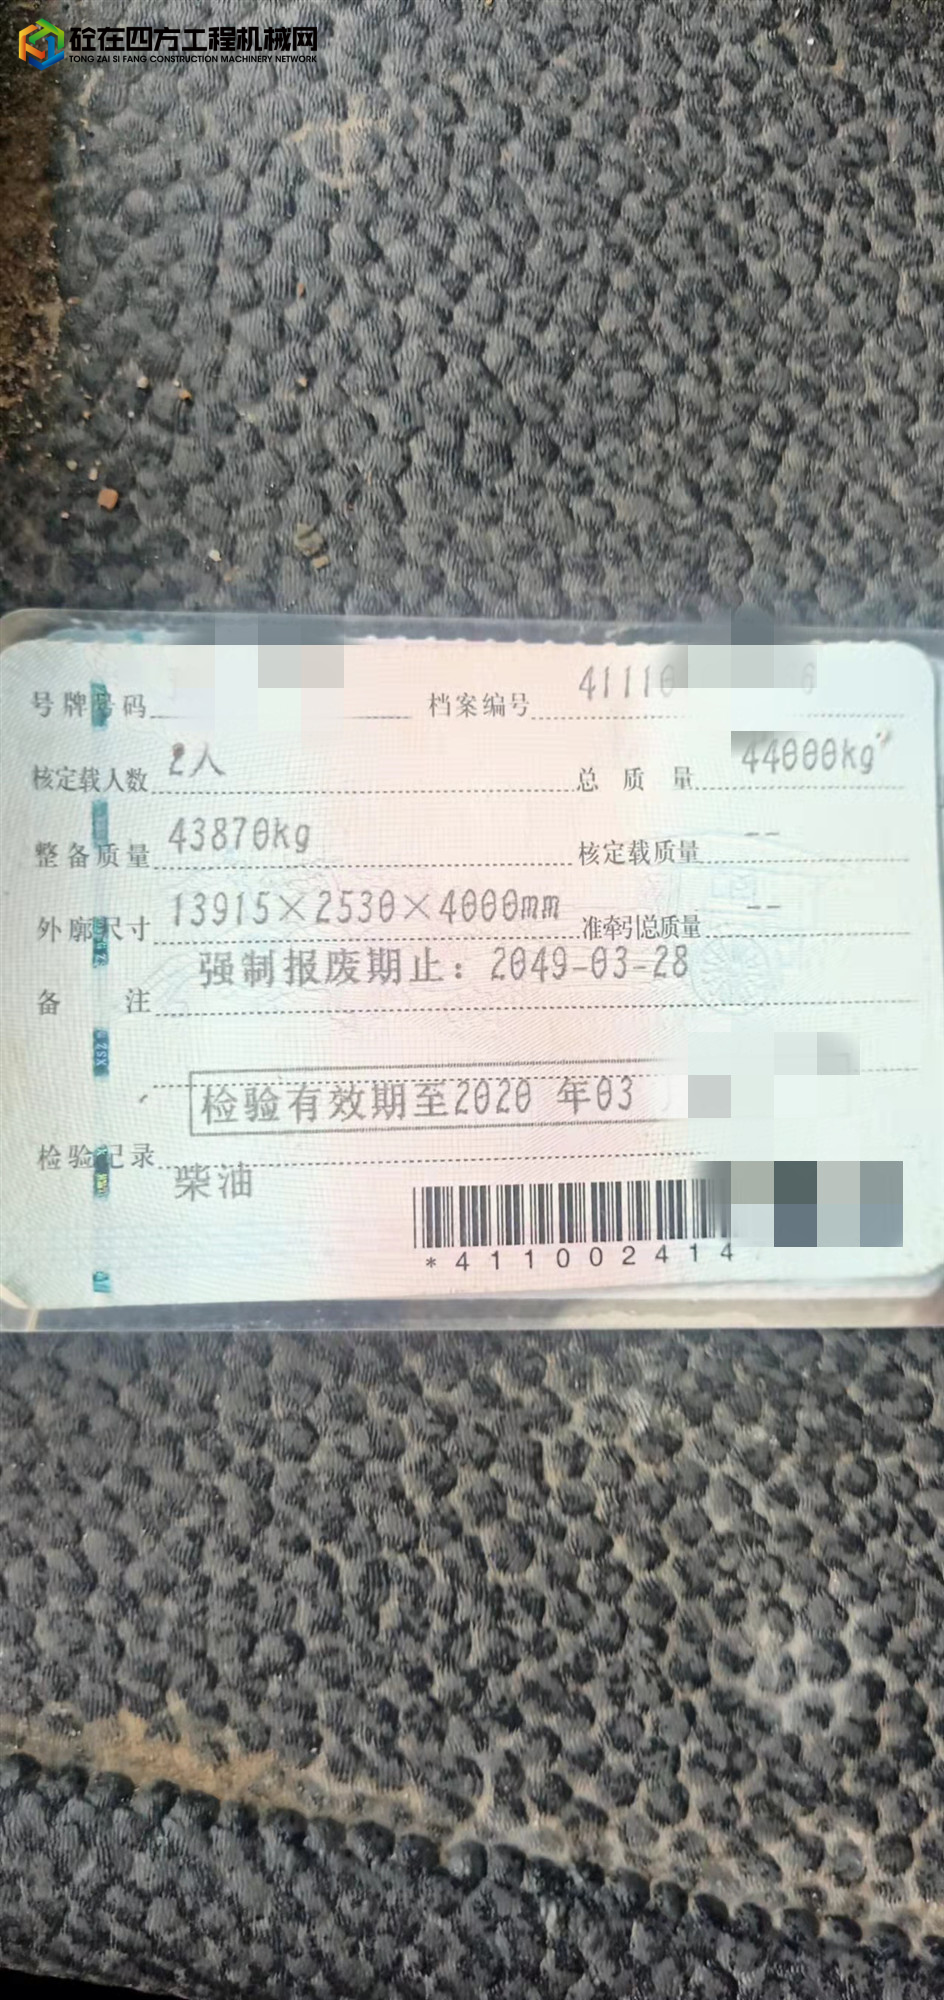 砼在四方工程机械网
TONG ZAI SI FANG CONSTRUCTION MACHINERY NETWORK
号牌号码 档案编号 41110
核定载人数 2人 总质量 44000kg
整备质量 43870kg 核定载质量 --
外廓尺寸 13915×2530×4000mm 准牵引总质量 --
备注 强制报废期止：2049-03-28
检验有效期至2020 年03
检验记录
柴油
*411002414